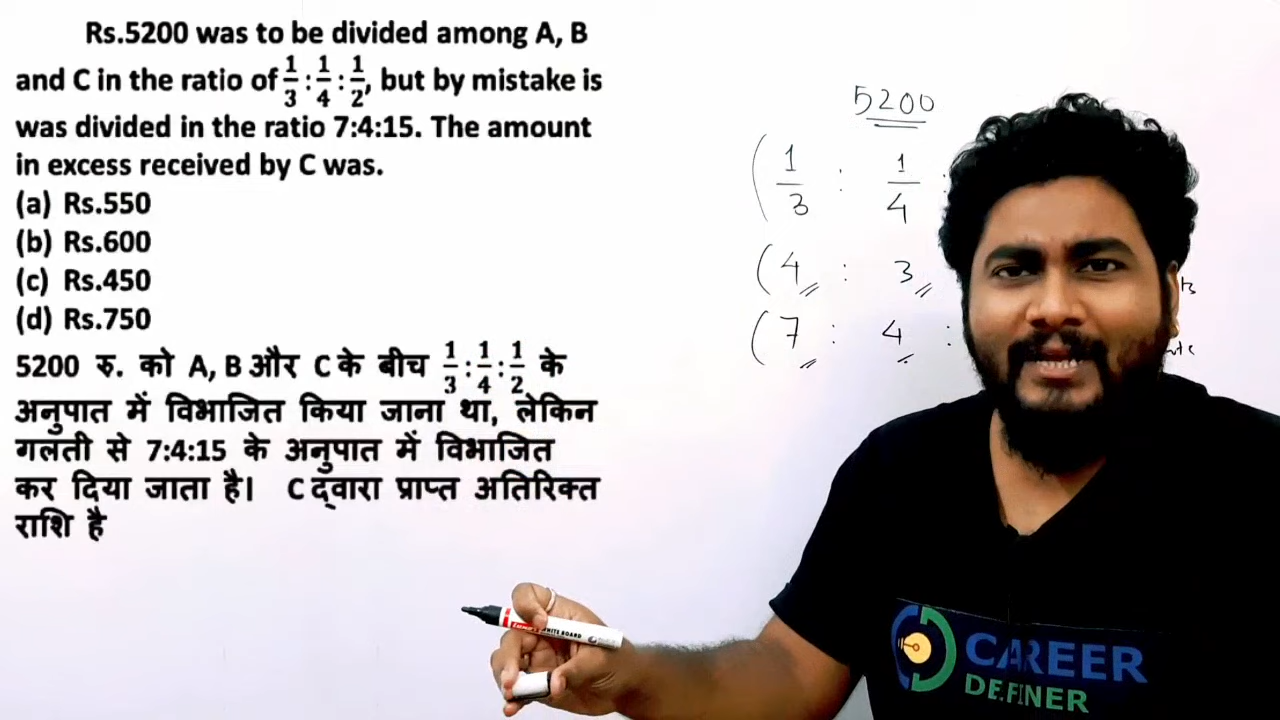 Rs.5200 was to be divided among A, B
and C in the ratio of 1/3 : 1/4 : 1/2, but by mistake is
was divided in the ratio 7:4:15. The amount
in excess received by C was.
(a) Rs.550
(b) Rs.600
(c) Rs.450
(d) Rs.750
5200 रु. को A, B और C के बीच 1/3 : 1/4 : 1/2 के
अनुपात में विभाजित किया जाना था, लेकिन
गलती से 7:4:15 के अनुपात में विभाजित
कर दिया जाता है। C द्वारा प्राप्त अतिरिक्त
राशि है
5200
( 1/3 : 1/4 :
( 4 : 3
( 7 : 4 :
CAREER
DEFINER